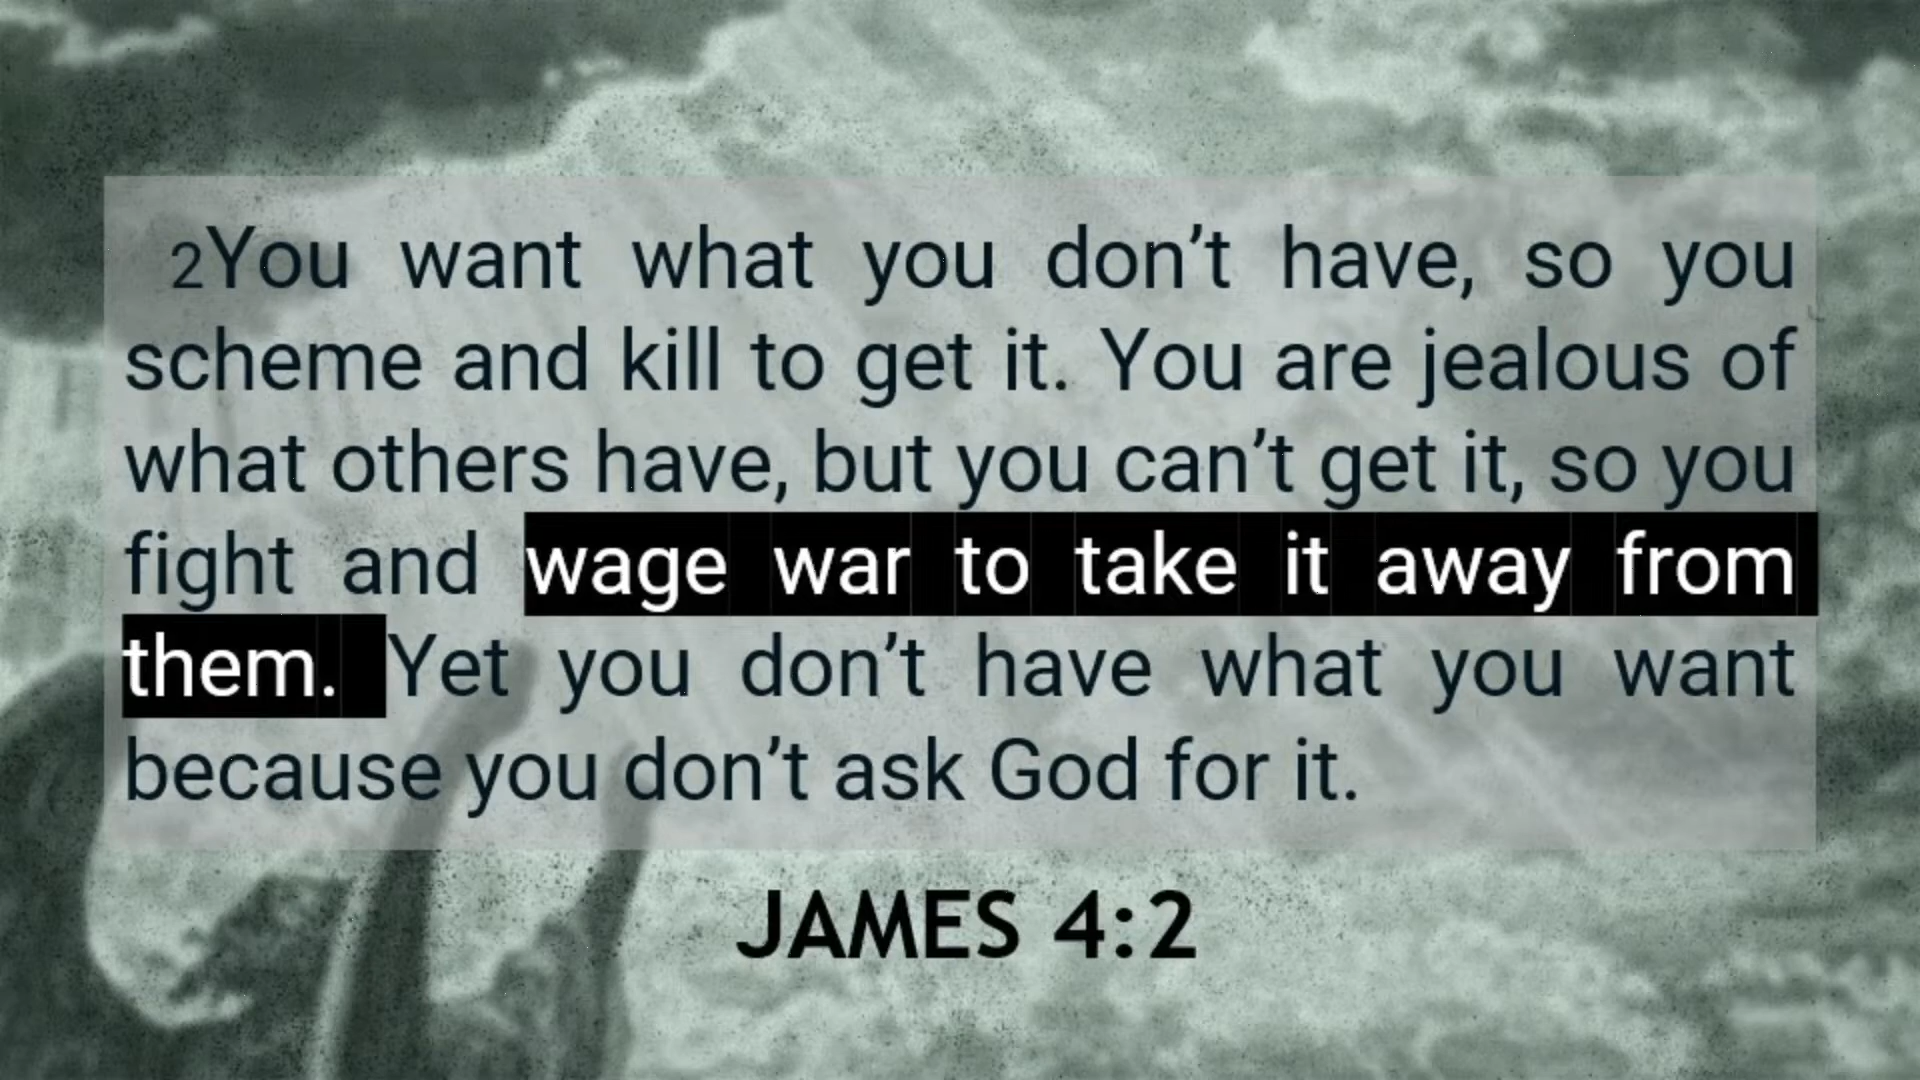 2You want what you don’t have, so you
scheme and kill to get it. You are jealous of
what others have, but you can’t get it, so you
fight and wage war to take it away from
them. Yet you don’t have what you want
because you don’t ask God for it.
JAMES 4:2